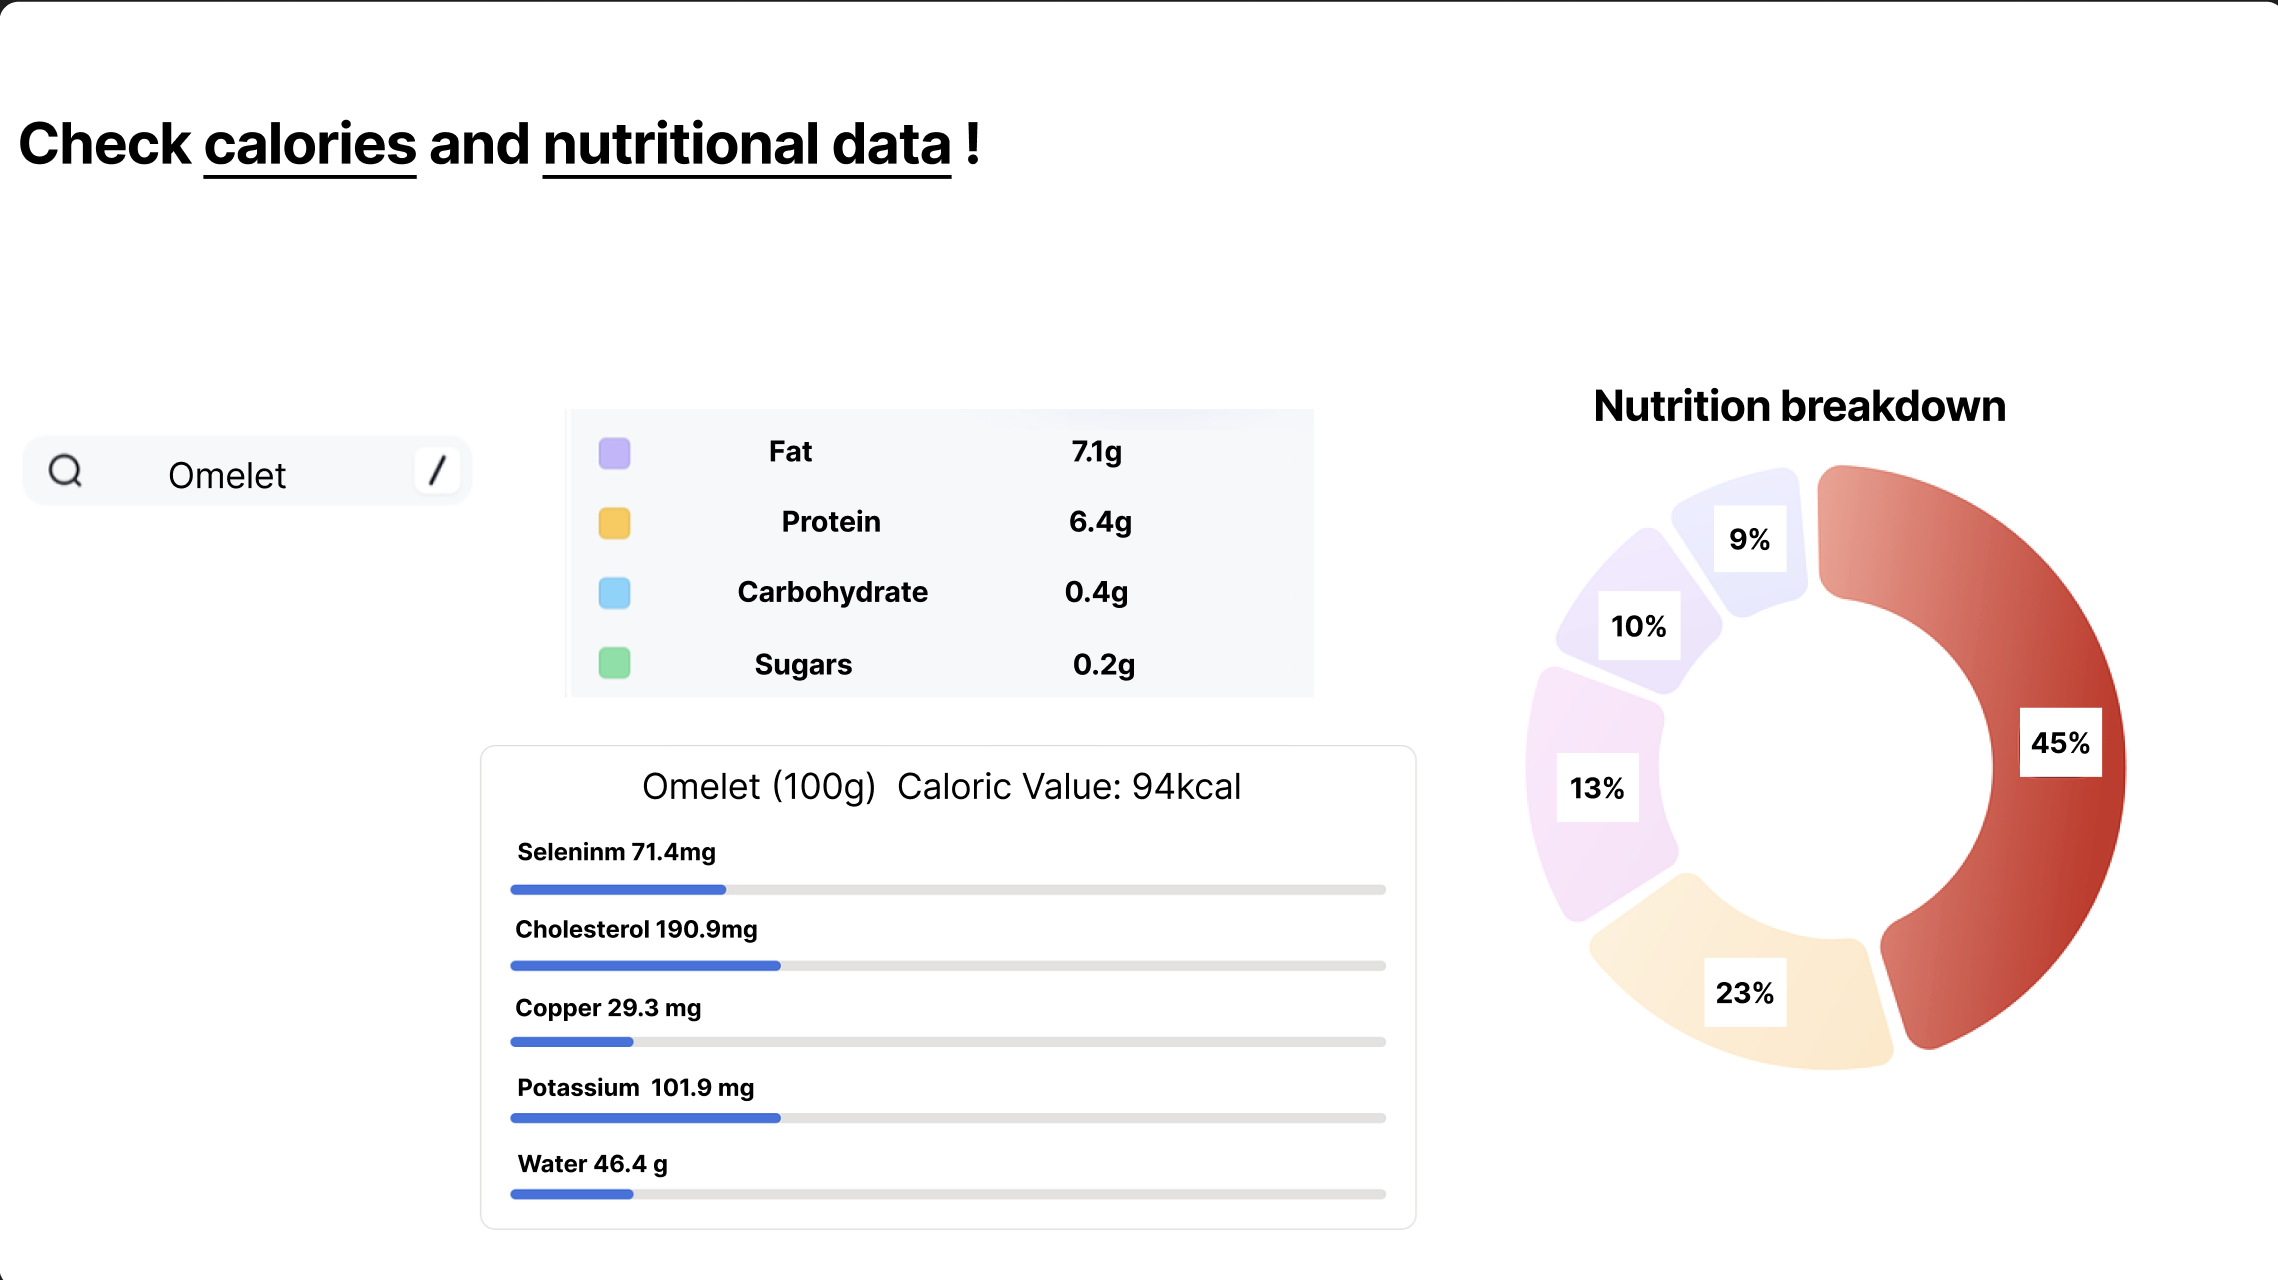 Check calories and nutritional data !
Omelet /
Fat 7.1g
Protein 6.4g
Carbohydrate 0.4g
Sugars 0.2g
Omelet (100g) Caloric Value: 94kcal
Seleninm 71.4mg
Cholesterol 190.9mg
Copper 29.3 mg
Potassium 101.9 mg
Water 46.4 g
Nutrition breakdown
9%
10%
45%
13%
23%